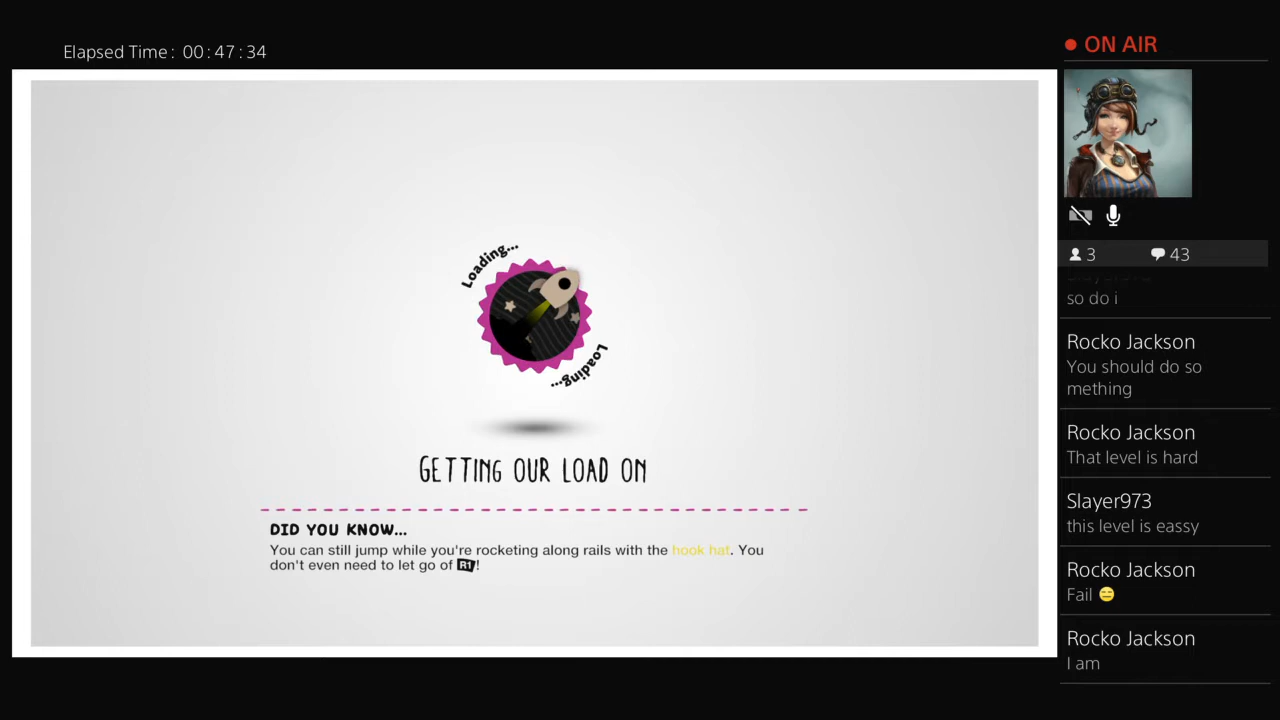 Elapsed Time: 00:47:34
ON AIR
3
43
so do i
Rocko Jackson
You should do so
mething
Rocko Jackson
That level is hard
Slayer973
this level is eassy
Rocko Jackson
Fail 😑
Rocko Jackson
I am
Loading...
Loading...
GETTING OUR LOAD ON
DID YOU KNOW...
You can still jump while you're rocketing along rails with the hook hat. You
don't even need to let go of R1!